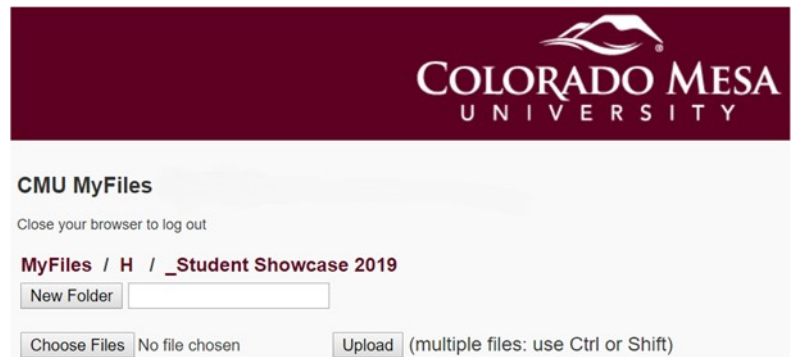 COLORADO MESA
UNIVERSITY
CMU MyFiles
Close your browser to log out
MyFiles / H / _Student Showcase 2019
New Folder
Choose Files No file chosen Upload (multiple files: use Ctrl or Shift)